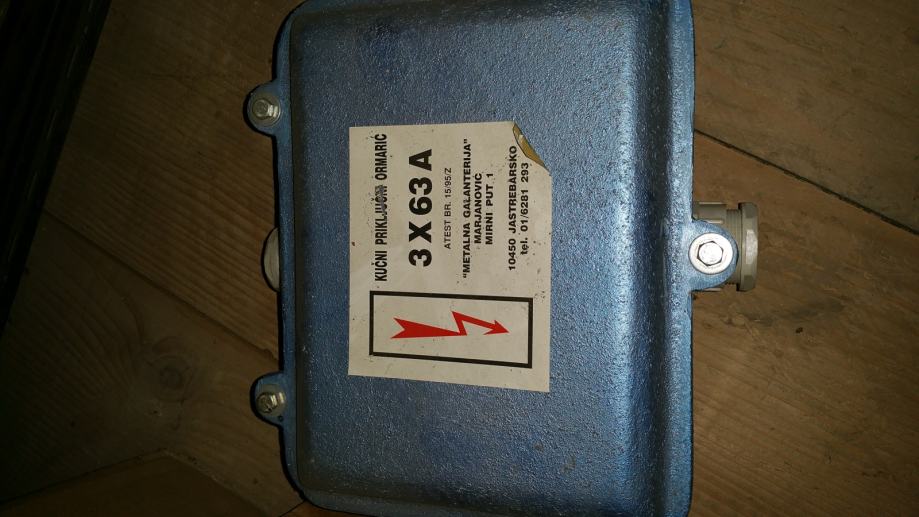 KUĆNI PRIKLJUČNI ORMARIĆ
3 X 63 A
ATEST BR. 15/95/Z
"METALNA GALANTERIJA"
MARJANOVIĆ
MIRNI PUT 1
10450 JASTREBARSKO
tel. 01/6281 293